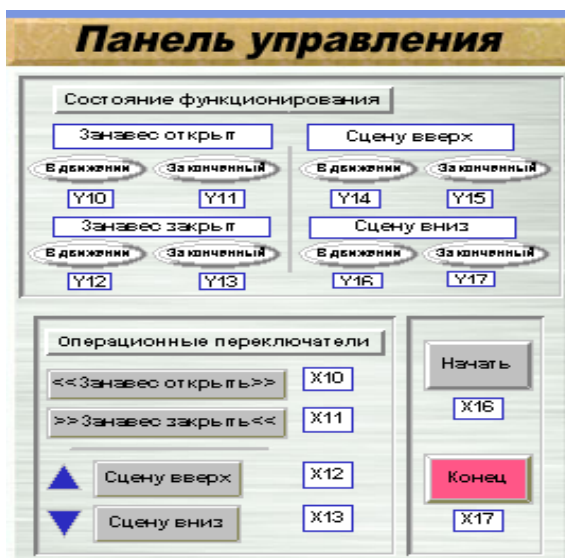 Панель управления
Состояние функционирования
Занавес открыт Сцену вверх
В движении Законченный В движении Законченный
Y10 Y11 Y14 Y15
Занавес закрыт Сцену вниз
В движении Законченный В движении Законченный
Y12 Y13 Y16 Y17
Операционные переключатели
<<Занавес открыть>> X10
>>Занавес закрыть<< X11
Сцену вверх X12
Сцену вниз X13
Начать
X16
Конец
X17